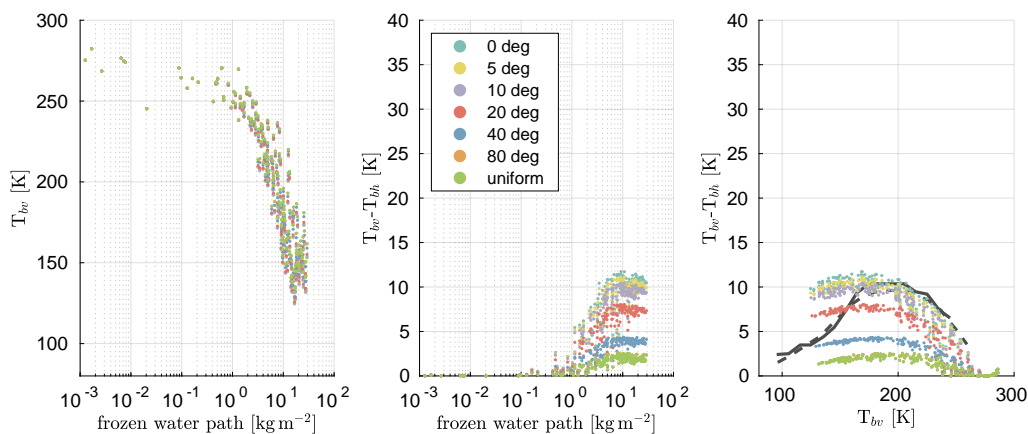 300
250
200
150
100
T_bv [K]
10^-3 10^-2 10^-1 10^0 10^1 10^2
frozen water path [kg m^-2]
40
35
30
25
20
15
10
5
0
T_bv-T_bh [K]
0 deg
5 deg
10 deg
20 deg
40 deg
80 deg
uniform
10^-3 10^-2 10^-1 10^0 10^1 10^2
frozen water path [kg m^-2]
40
35
30
25
20
15
10
5
0
T_bv-T_bh [K]
100 200 300
T_bv [K]